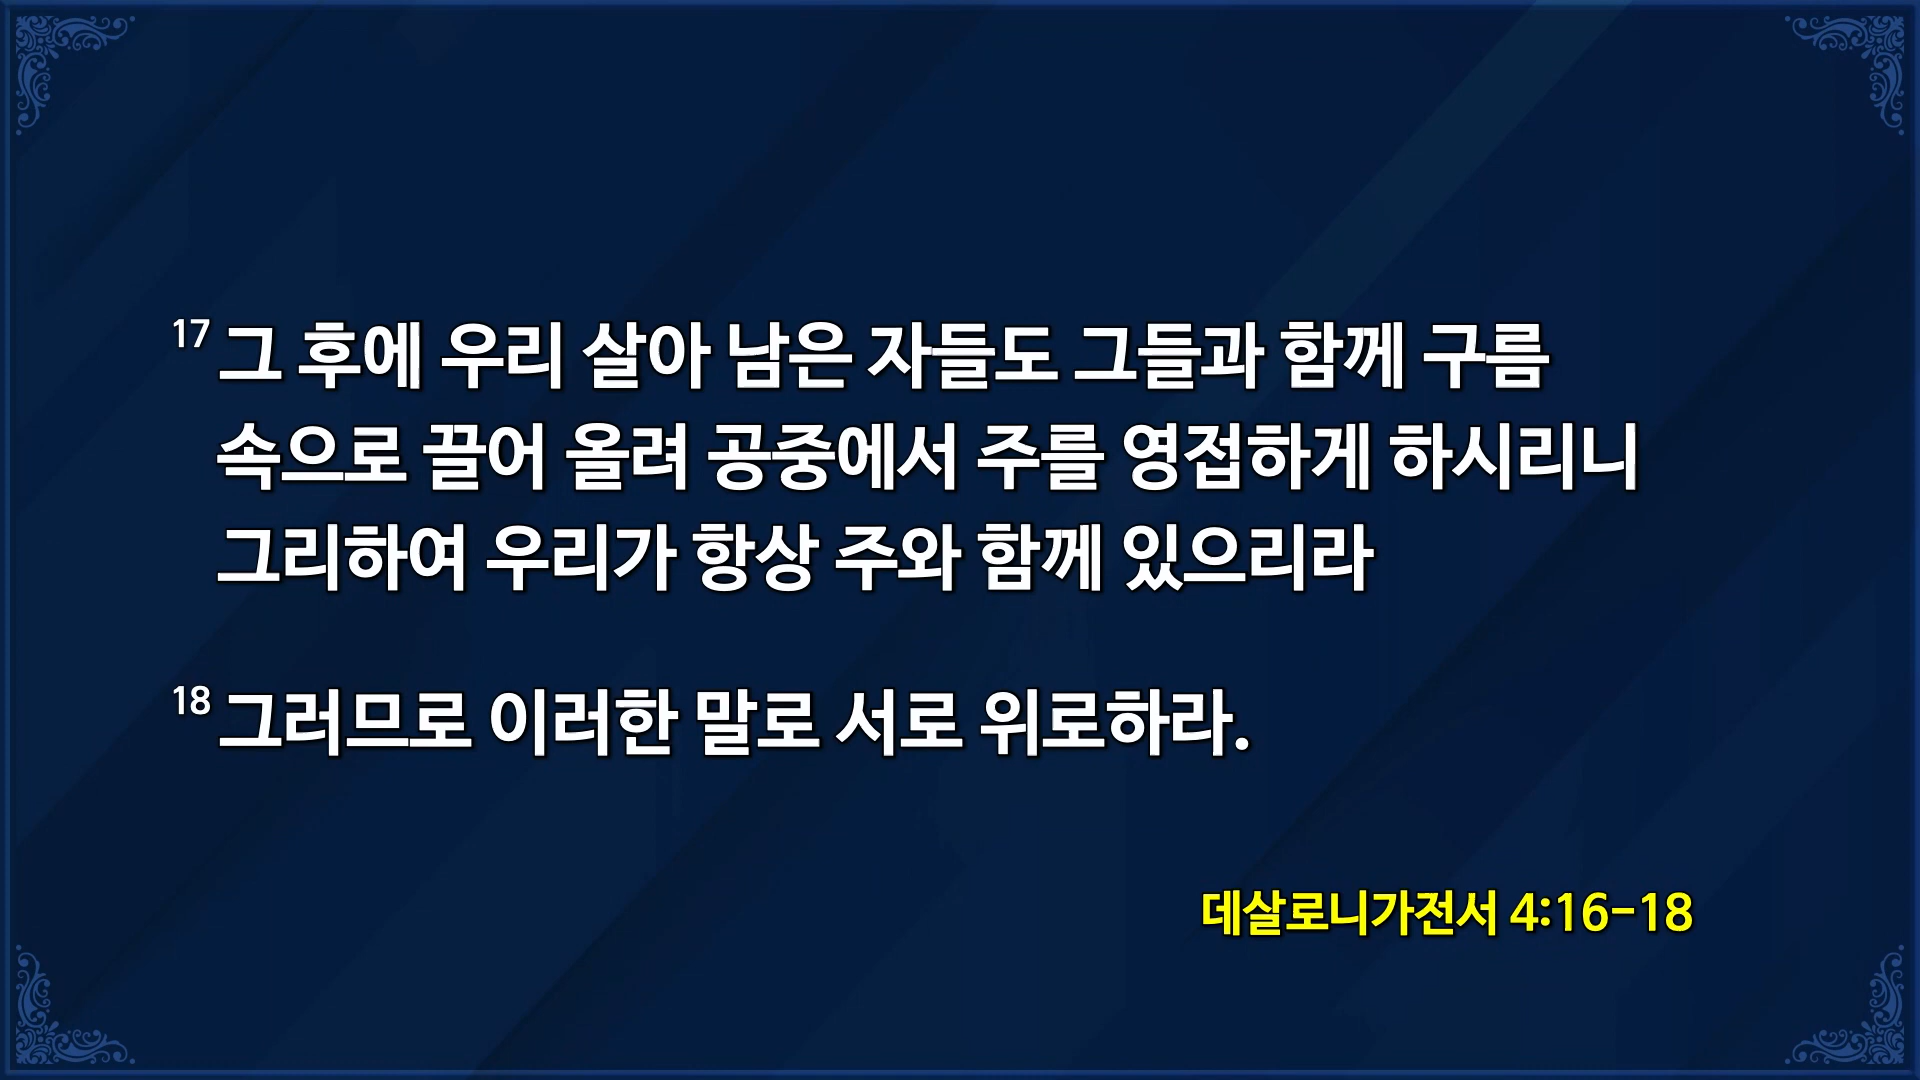 17 그 후에 우리 살아 남은 자들도 그들과 함께 구름
속으로 끌어 올려 공중에서 주를 영접하게 하시리니
그리하여 우리가 항상 주와 함께 있으리라
18 그러므로 이러한 말로 서로 위로하라.
데살로니가전서 4:16-18